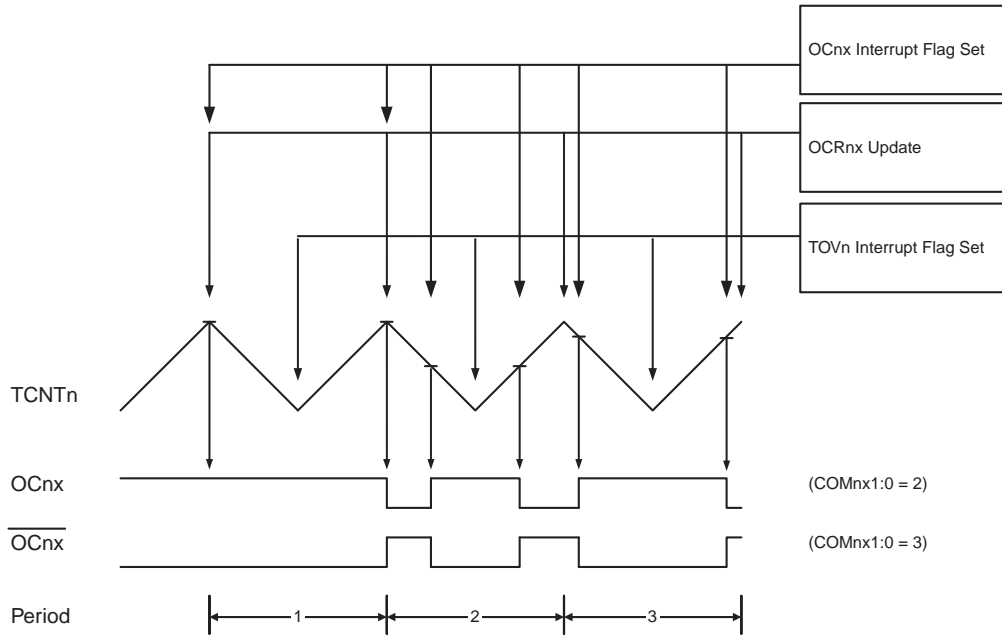 OCnx Interrupt Flag Set
OCRnx Update
TOVn Interrupt Flag Set
TCNTn
OCnx
(COMnx1:0 = 2)
OCnx
(COMnx1:0 = 3)
Period
1
2
3